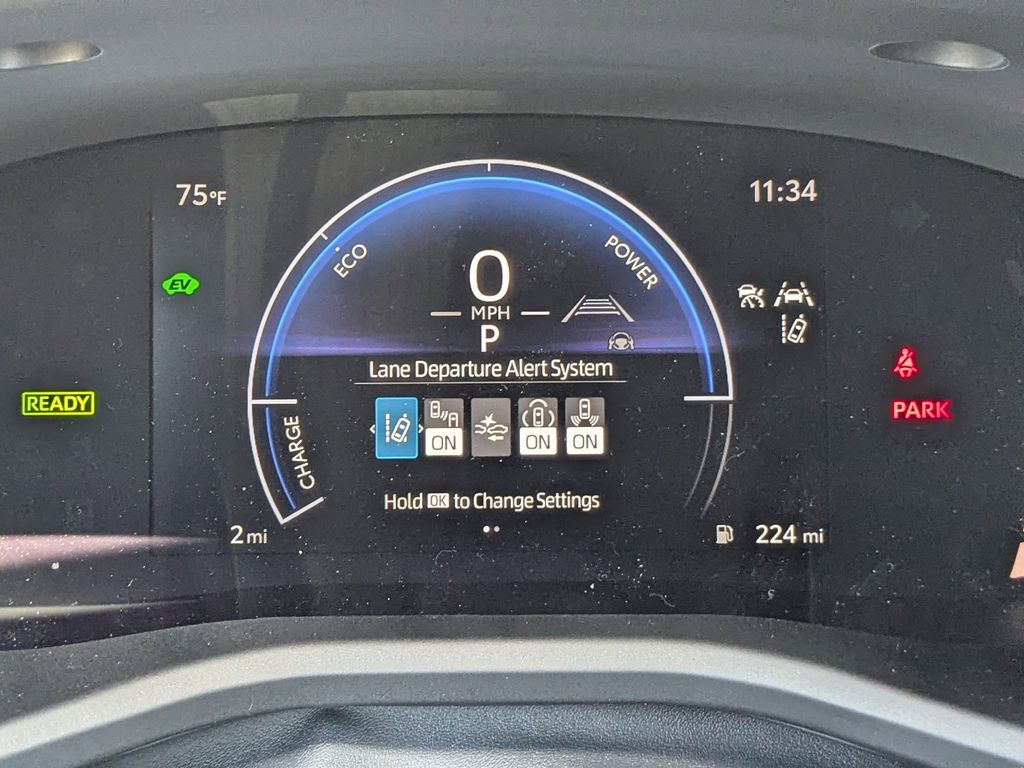 75°F
11:34
ECO
POWER
EV
0
MPH
P
Lane Departure Alert System
READY
PARK
ON
ON
ON
CHARGE
Hold OK to Change Settings
2 mi
224 mi